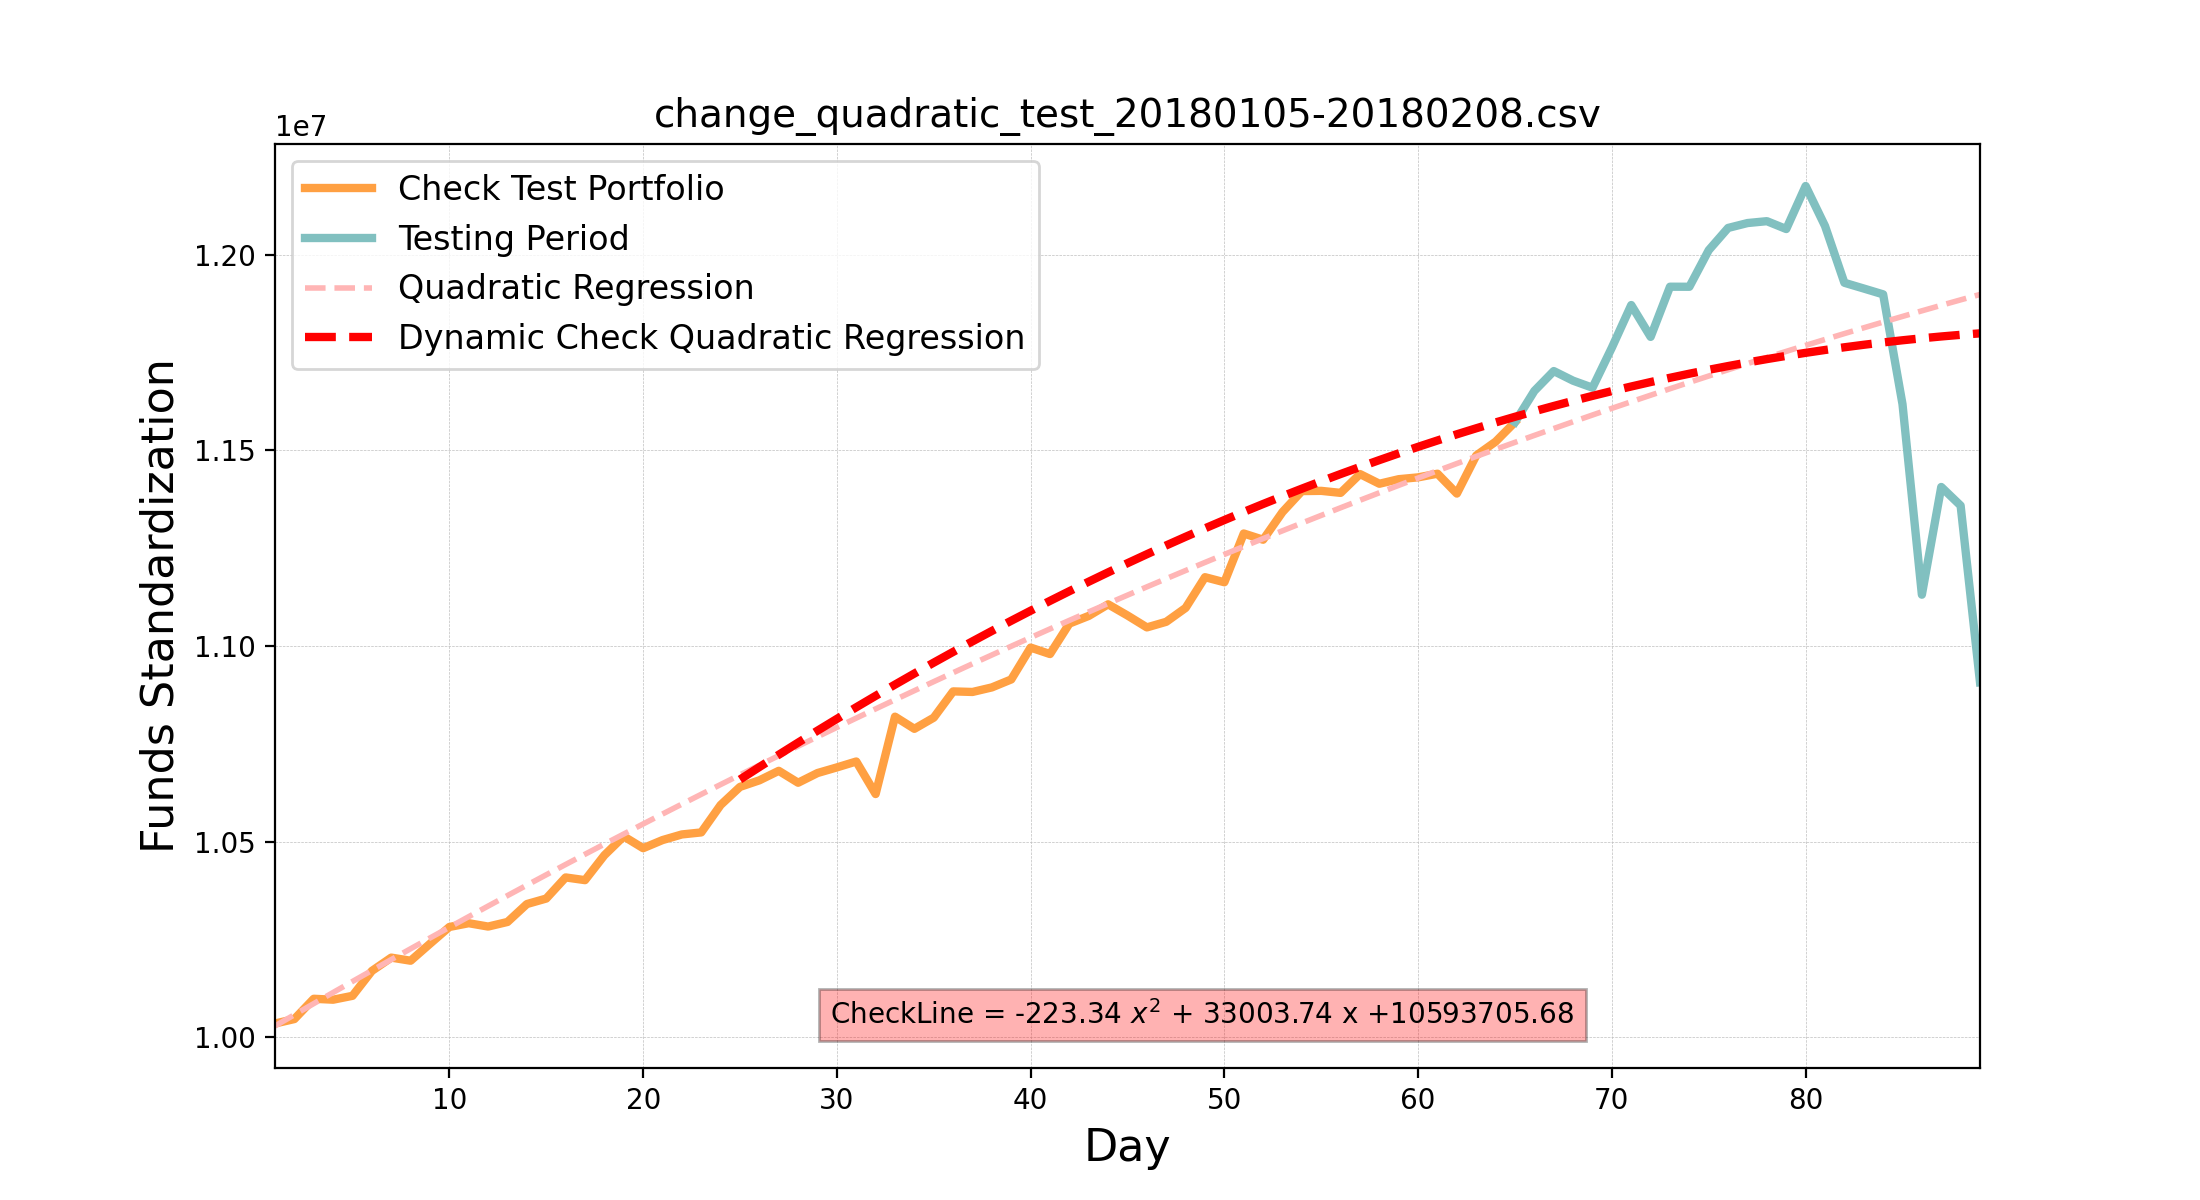 change_quadratic_test_20180105-20180208.csv
1e7
Check Test Portfolio
Testing Period
Quadratic Regression
Dynamic Check Quadratic Regression
Funds Standardization
1.20
1.15
1.10
1.05
1.00
CheckLine = -223.34 x² + 33003.74 x +10593705.68
10 20 30 40 50 60 70 80
Day